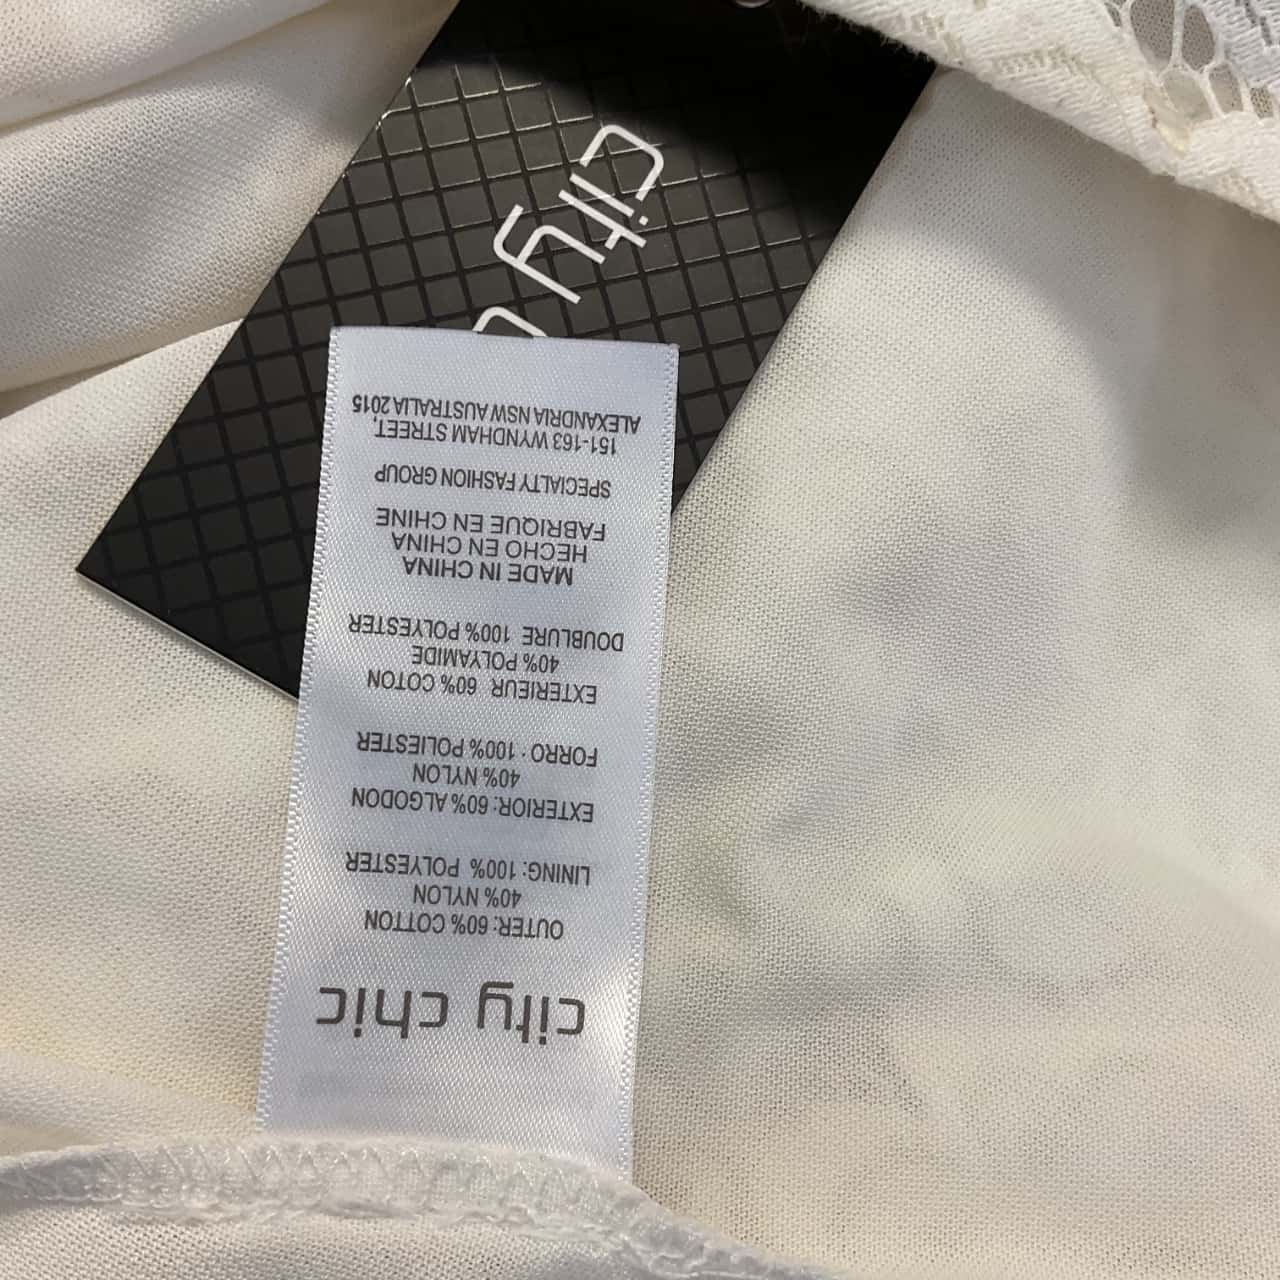 city chic
OUTER: 60% COTTON
40% NYLON
LINING: 100% POLYESTER
EXTERIOR: 60% ALGODON
40% NYLON
FORRO: 100% POLIESTER
EXTERIEUR 60% COTON
40% POLYAMIDE
DOUBLURE 100% POLYESTER
MADE IN CHINA
HECHO EN CHINA
FABRIQUE EN CHINE
SPECIALTY FASHION GROUP
151-163 WYNDHAM STREET,
ALEXANDRIA NSW AUSTRALIA 2015
city c